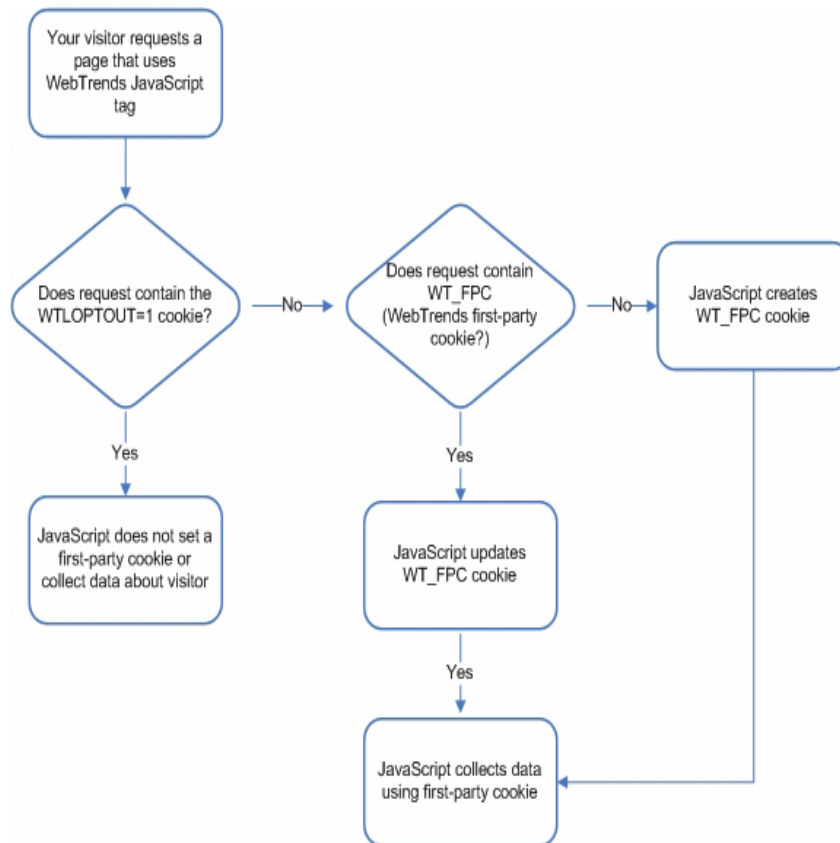 Your visitor requests a
page that uses
WebTrends JavaScript
tag
Does request contain the
WTLOPTOUT=1 cookie?
No
Does request contain
WT_FPC
(WebTrends first-party
cookie?)
No
JavaScript creates
WT_FPC cookie
Yes
Yes
JavaScript does not set a
first-party cookie or
collect data about visitor
JavaScript updates
WT_FPC cookie
Yes
JavaScript collects data
using first-party cookie